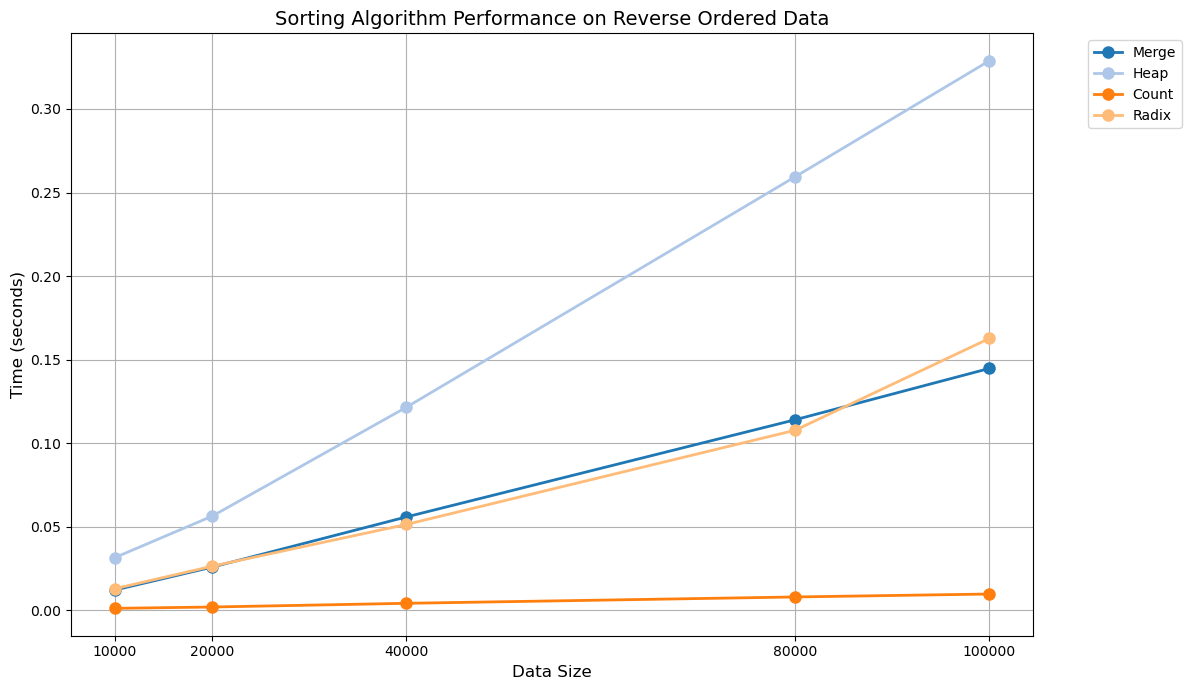 Sorting Algorithm Performance on Reverse Ordered Data
Merge
Heap
Count
Radix
Time (seconds)
0.30
0.25
0.20
0.15
0.10
0.05
0.00
10000
20000
40000
80000
100000
Data Size